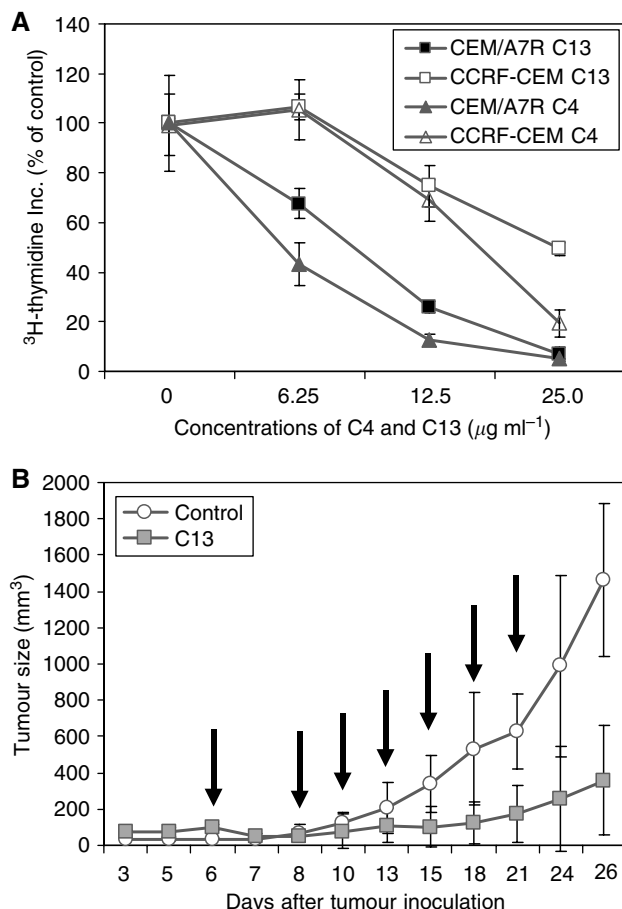 A
140
120
100
80
60
40
20
0
³H-thymidine Inc. (% of control)
CEM/A7R C13
CCRF-CEM C13
CEM/A7R C4
CCRF-CEM C4
0 6.25 12.5 25.0
Concentrations of C4 and C13 (μg ml⁻¹)
B
2000
1800
1600
1400
1200
1000
800
600
400
200
0
Tumour size (mm³)
Control
C13
3 5 6 7 8 10 13 15 18 21 24 26
Days after tumour inoculation